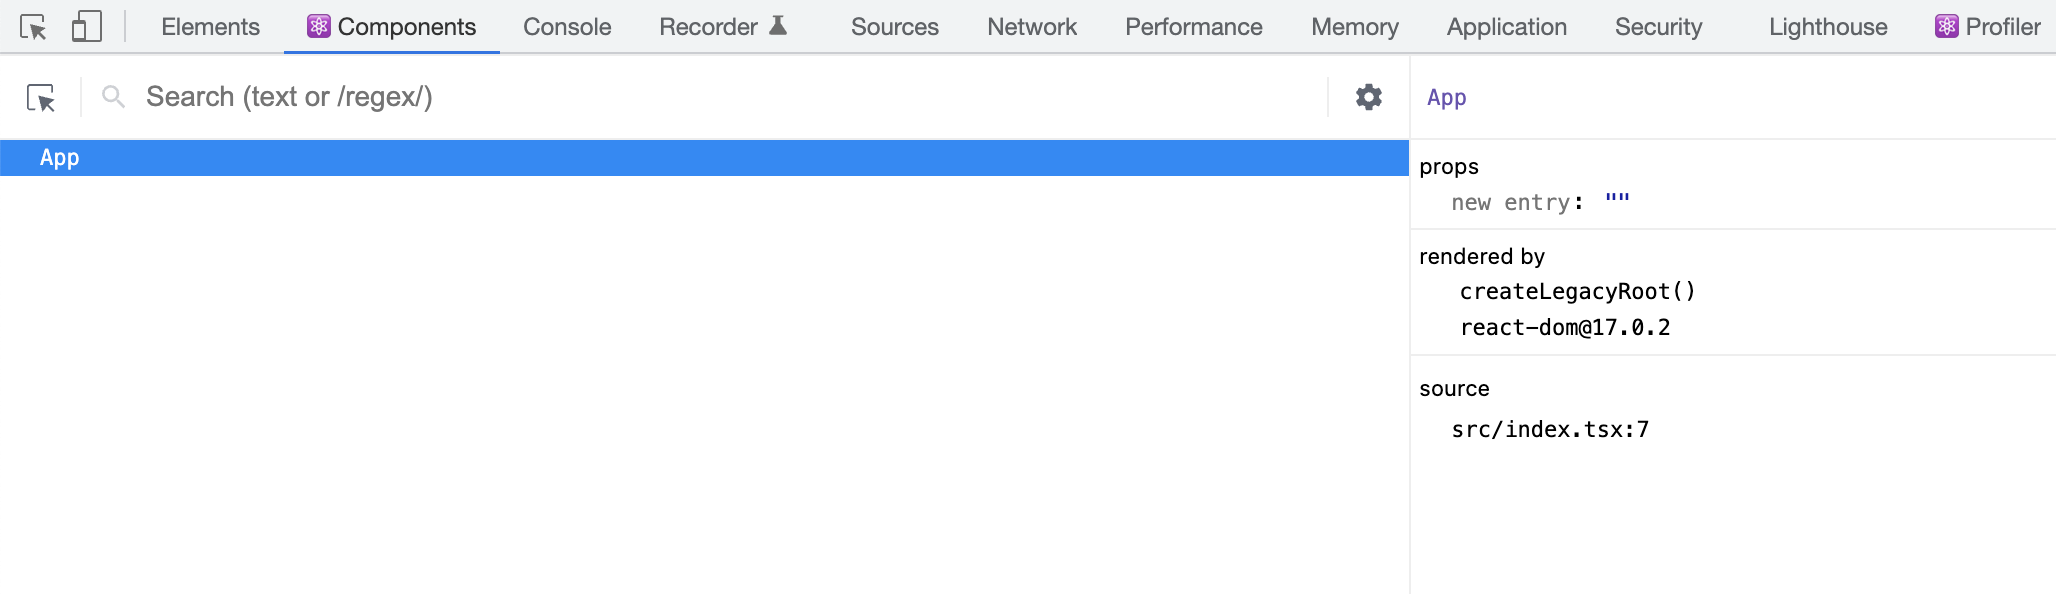 Elements Components Console Recorder Sources Network Performance Memory Application Security Lighthouse Profiler
Search (text or /regex/)
App
App
props
new entry: ""
rendered by
createLegacyRoot()
react-dom@17.0.2
source
src/index.tsx:7